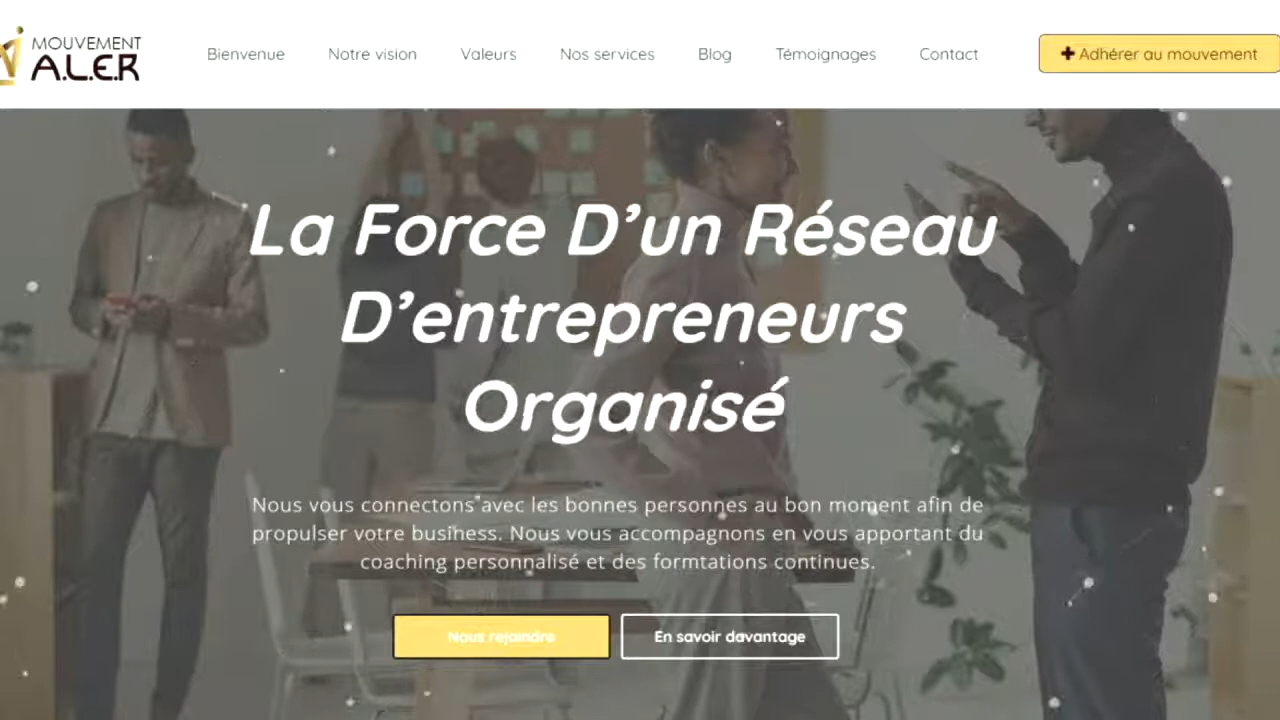 MOUVEMENT
A.L.E.R
Bienvenue
Notre vision
Valeurs
Nos services
Blog
Témoignages
Contact
+ Adhérer au mouvement
La Force D’un Réseau
D’entrepreneurs
Organisé
Nous vous connectons avec les bonnes personnes au bon moment afin de
propulser votre business. Nous vous accompagnons en vous apportant du
coaching personnalisé et des formtations continues.
Nous rejoindre
En savoir davantage